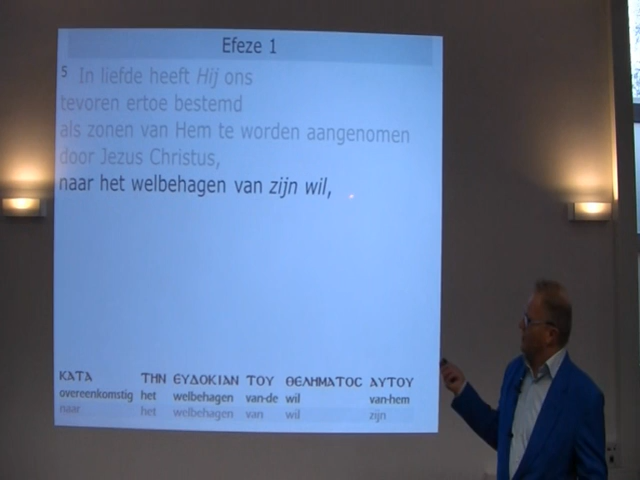 Efeze 1
5 In liefde heeft Hij ons
tevoren ertoe bestemd
als zonen van Hem te worden aangenomen
door Jezus Christus,
naar het welbehagen van zijn wil,
ΚΑΤΑ ΤΗΝ ЄΥΔΟΚΙΑΝ ΤΟΥ ΘЄΛΗΜΑΤΟϹ ΑΥΤΟΥ
overeenkomstig het welbehagen van-de wil van-hem
naar het welbehagen van wil zijn